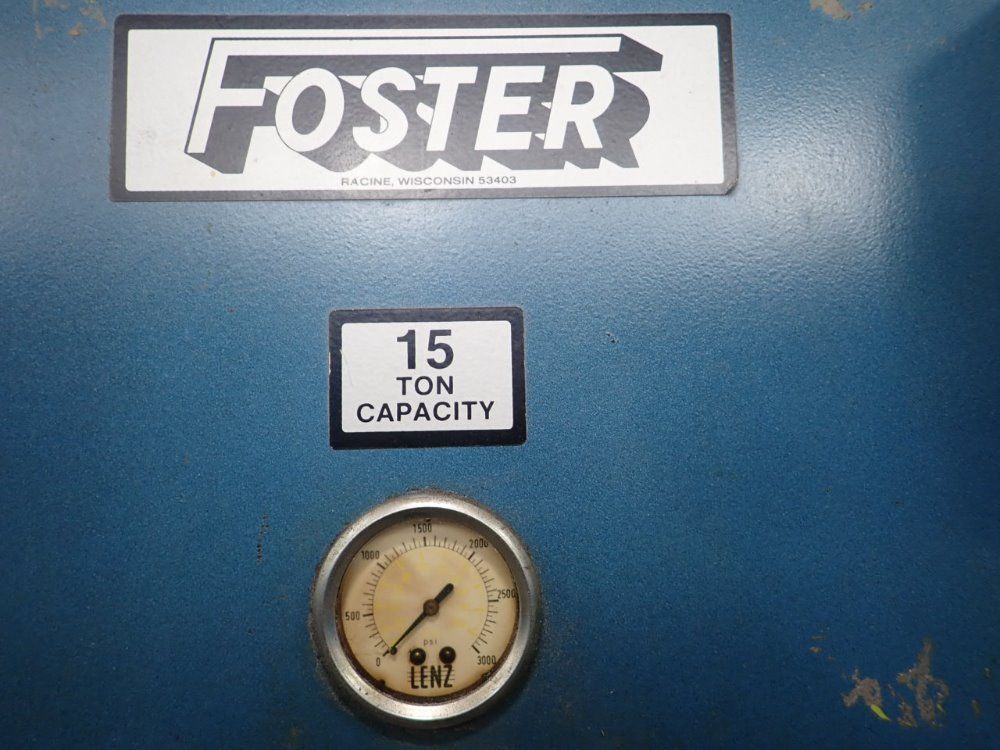 FOSTER
RACINE, WISCONSIN 53403
15
TON
CAPACITY
1500
1000
2000
500
2500
psi
0
3000
LENZ